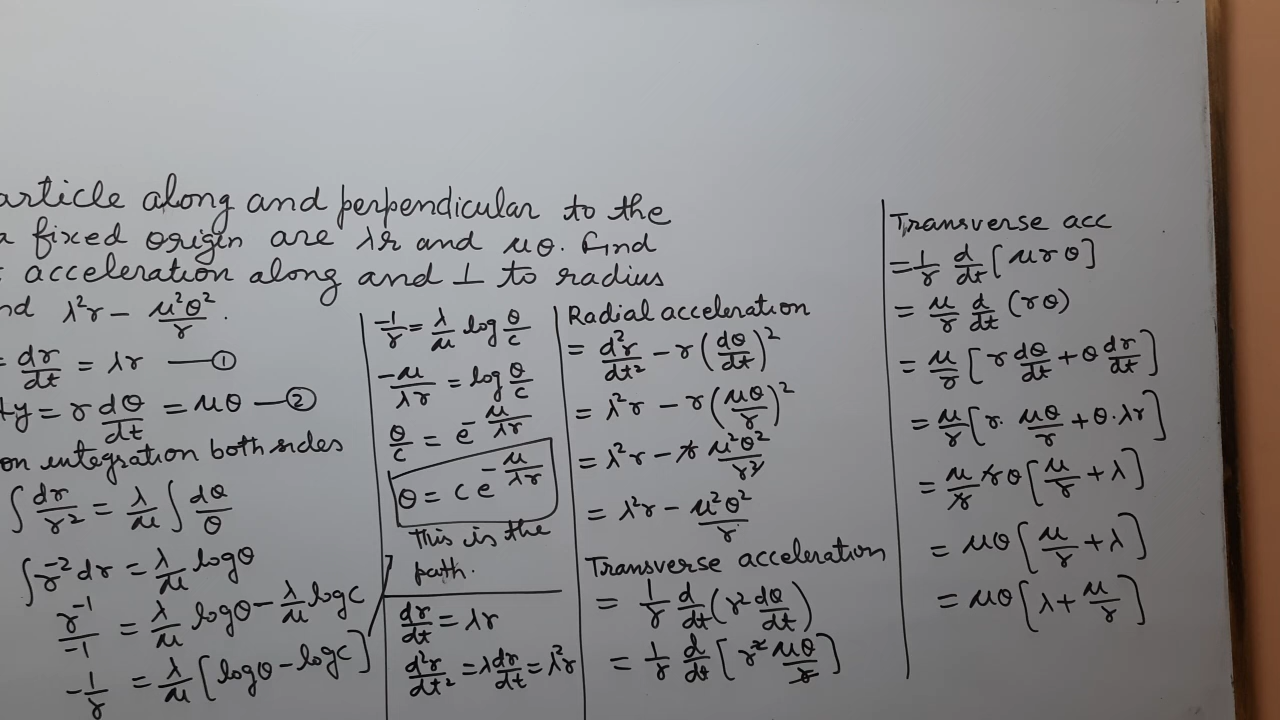 article along and perpendicular to the
a fixed origin are λr and μθ. Find
acceleration along and ⊥ to radius
nd λ²r − μ²θ²/r.
= dr/dt = λr —①
ty = r dθ/dt = μθ —②
on integration both sides
∫ dr/r² = λ/μ ∫ dθ/θ
∫ r⁻² dr = λ/μ logθ
r⁻¹/−1 = λ/μ logθ − λ/μ logc
−1/r = λ/μ [logθ − logc]
−1/r = λ/μ log θ/c
−μ/λr = log θ/c
θ/c = e^(−μ/λr)
θ = c e^(−μ/λr)
This is the
path.
dr/dt = λr
d²r/dt² = λ dr/dt = λ²r
Radial acceleration
= d²r/dt² − r (dθ/dt)²
= λ²r − r (μθ/r)²
= λ²r − r μ²θ²/r²
= λ²r − μ²θ²/r
Transverse acceleration
= 1/r d/dt (r² dθ/dt)
= 1/r d/dt [r² μθ/r]
Transverse acc
= 1/r d/dt [μrθ]
= μ/r d/dt (rθ)
= μ/r [r dθ/dt + θ dr/dt]
= μ/r [r. μθ/r + θ.λr]
= μ/r rθ [μ/r + λ]
= μθ [μ/r + λ]
= μθ [λ + μ/r]